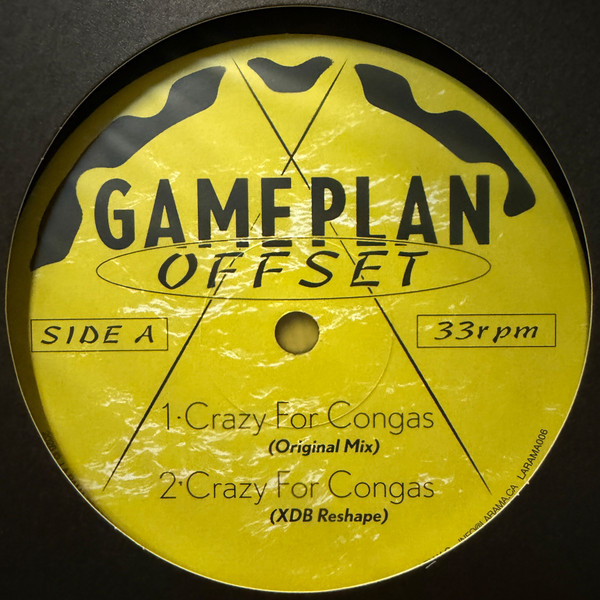 GAMEPLAN
OFFSET
SIDE A
33rpm
1·Crazy For Congas
(Original Mix)
2·Crazy For Congas
(XDB Reshape)
LARAMA006